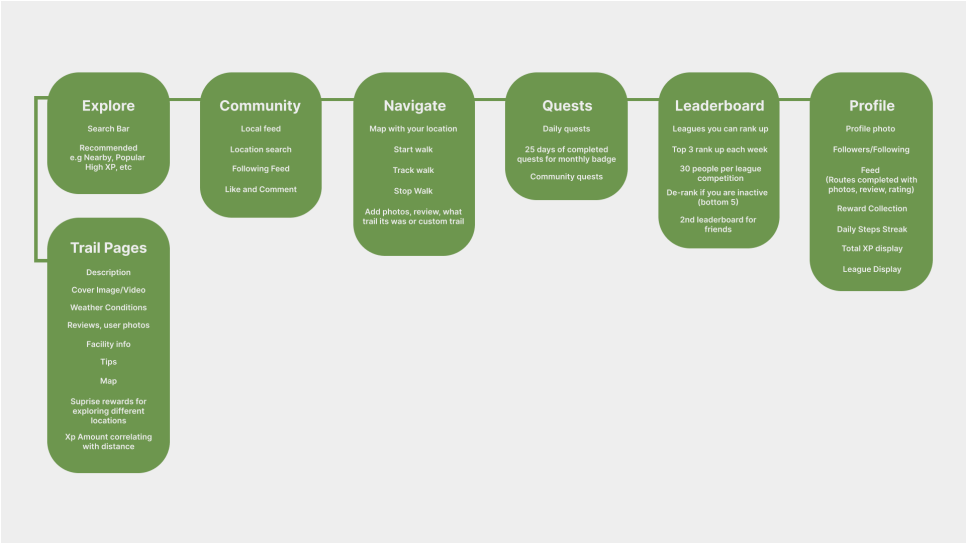 Explore
Search Bar
Recommended
e.g Nearby, Popular
High XP, etc
Trail Pages
Description
Cover Image/Video
Weather Conditions
Reviews, user photos
Facility info
Tips
Map
Suprise rewards for
exploring different
locations
Xp Amount correlating
with distance
Community
Local feed
Location search
Following Feed
Like and Comment
Navigate
Map with your location
Start walk
Track walk
Stop Walk
Add photos, review, what
trail its was or custom trail
Quests
Daily quests
25 days of completed
quests for monthly badge
Community quests
Leaderboard
Leagues you can rank up
Top 3 rank up each week
30 people per league
competition
De-rank if you are inactive
(bottom 5)
2nd leaderboard for
friends
Profile
Profile photo
Followers/Following
Feed
(Routes completed with
photos, review, rating)
Reward Collection
Daily Steps Streak
Total XP display
League Display